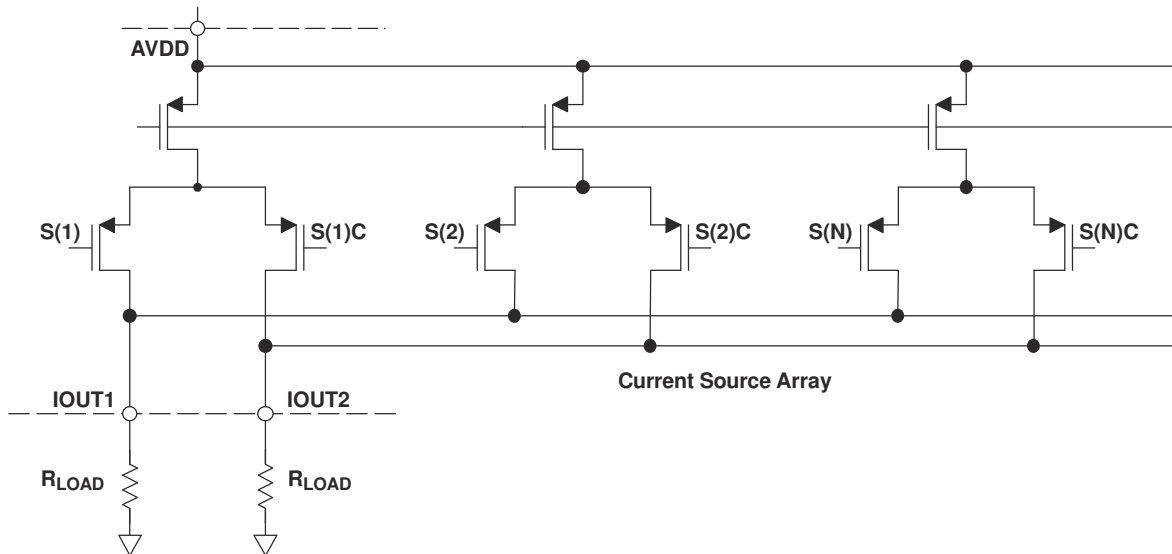 AVDD
S(1)
S(1)C
S(2)
S(2)C
S(N)
S(N)C
Current Source Array
IOUT1
IOUT2
RLOAD
RLOAD